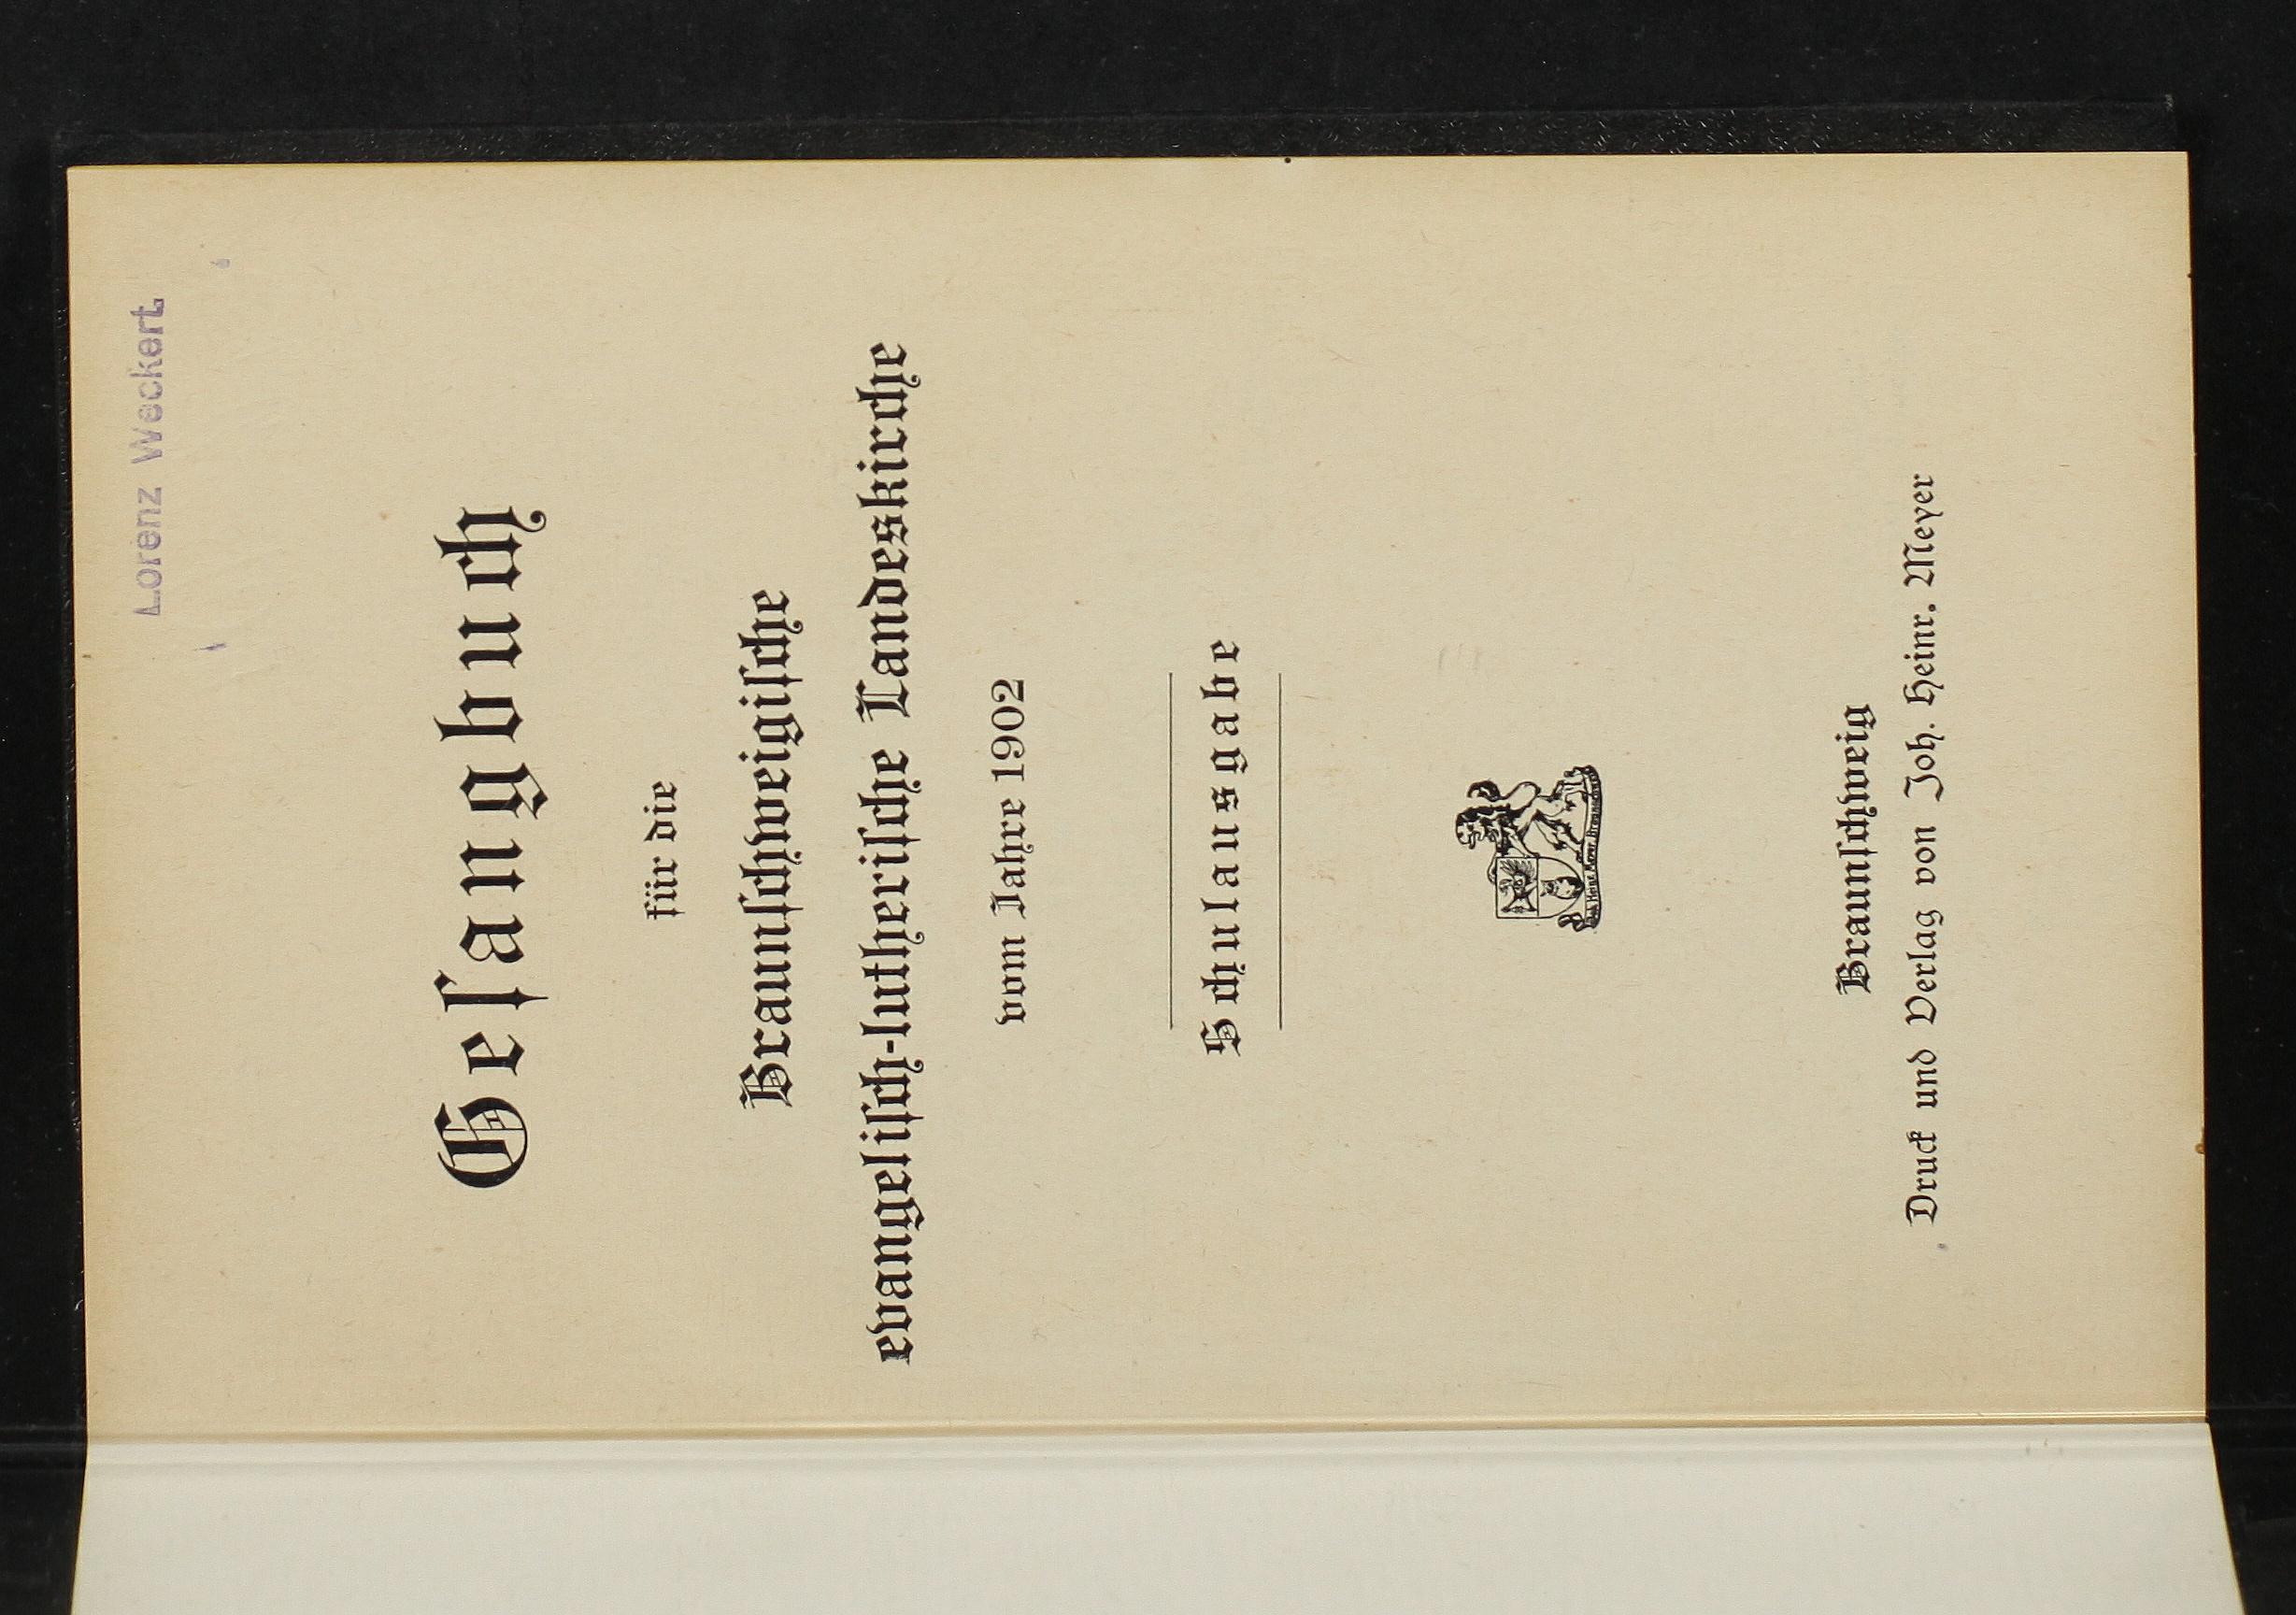 Lorenz Weckert.
Geſangbuch
für die
Braunſchweigiſche
evangeliſch-lutheriſche Landeskirche
vom Jahre 1902
Schulausgabe
Braunſchweig
Druck und Verlag von Joh. Heinr. Meyer